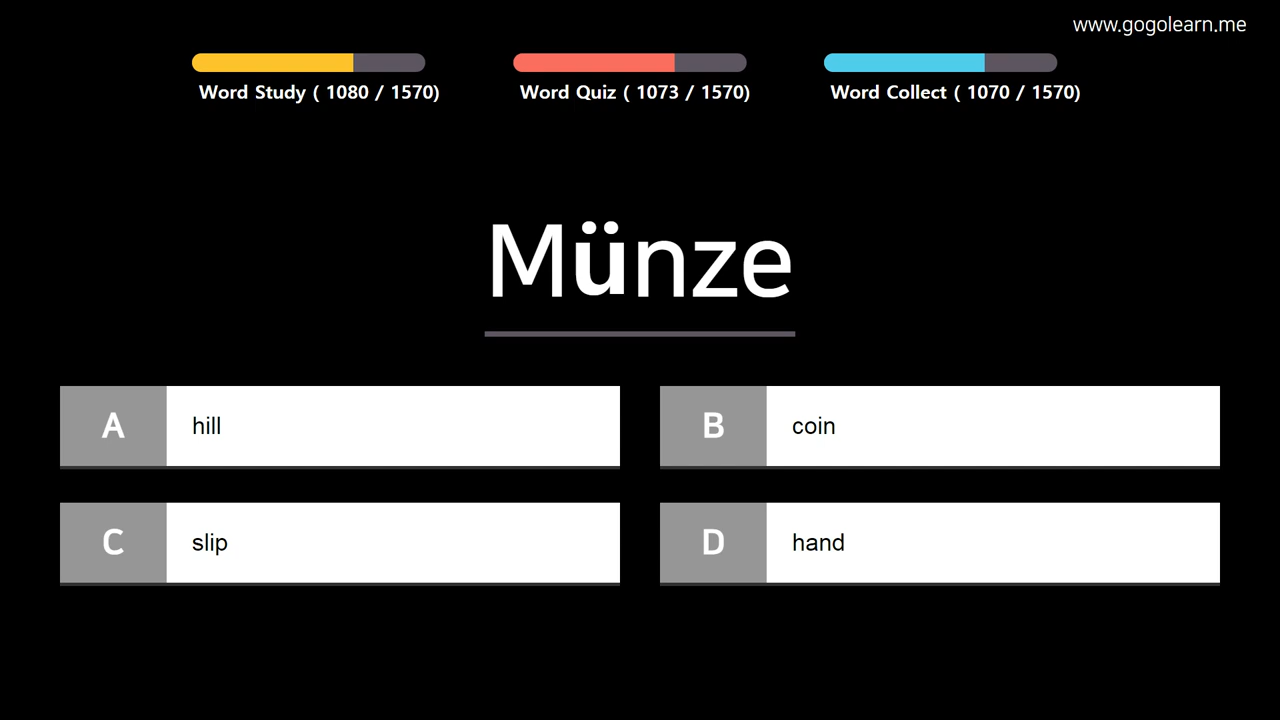 www.gogolearn.me
Word Study ( 1080 / 1570)
Word Quiz ( 1073 / 1570)
Word Collect ( 1070 / 1570)
Münze
A hill
B coin
C slip
D hand